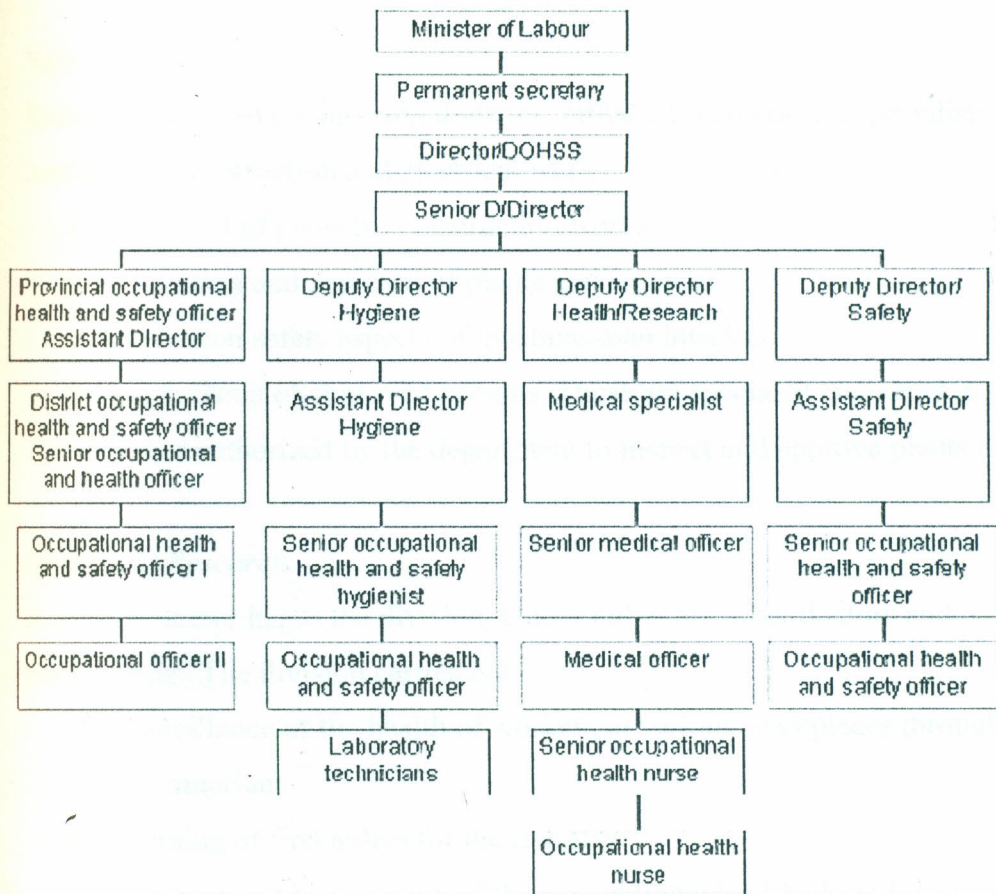 Minister of Labour
Permanent secretary
Director/DOHSS
Senior D/Director
Provincial occupational
health and safety officer
Assistant Director
Deputy Director
Hygiene
Deputy Director
Health/Research
Deputy Director/
Safety
District occupational
health and safety officer
Senior occupational
and health officer
Assistant Director
Hygiene
Medical specialist
Assistant Director
Safety
Occupational health
and safety officer I
Senior occupational
health and safety
hygienist
Senior medical officer
Senior occupational
health and safety
officer
Occupational officer II
Occupational health
and safety officer
Medical officer
Occupational health
and safety officer
Laboratory
technicians
Senior occupational
health nurse
Occupational health
nurse